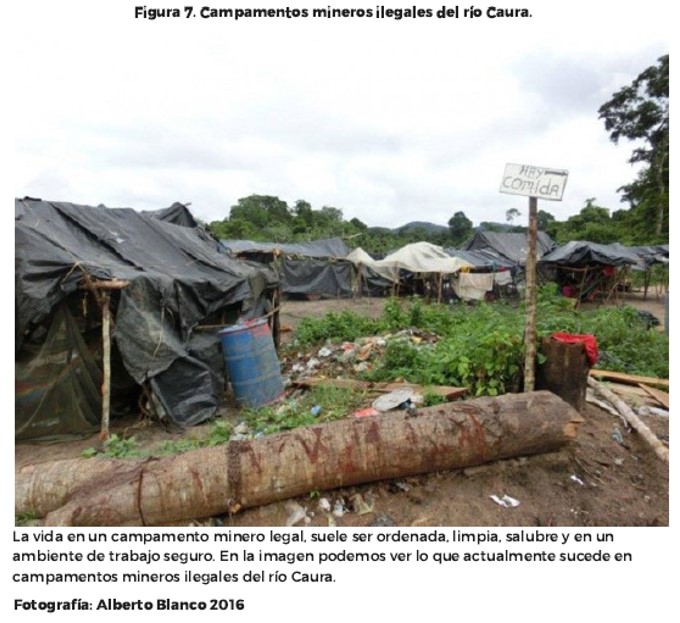 Figura 7. Campamentos mineros ilegales del río Caura.
HAY
COMIDA
La vida en un campamento minero legal, suele ser ordenada, limpia, salubre y en un
ambiente de trabajo seguro. En la imagen podemos ver lo que actualmente sucede en
campamentos mineros ilegales del río Caura.
Fotografía: Alberto Blanco 2016